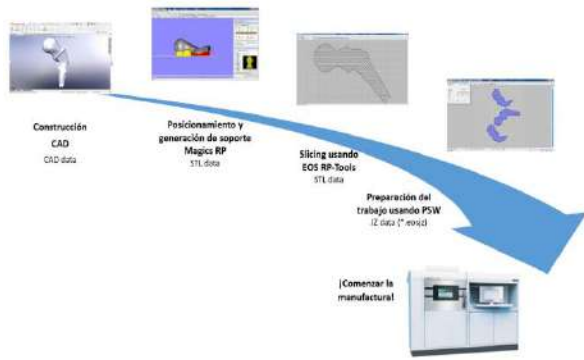 Construcción
CAD
CAD data
Posicionamiento y
generación de soporte
Magics RP
STL data
Slicing usando
EOS RP-Tools
STL data
Preparación del
trabajo usando PSW
JZ data (*.eosjz)
¡Comenzar la
manufactura!